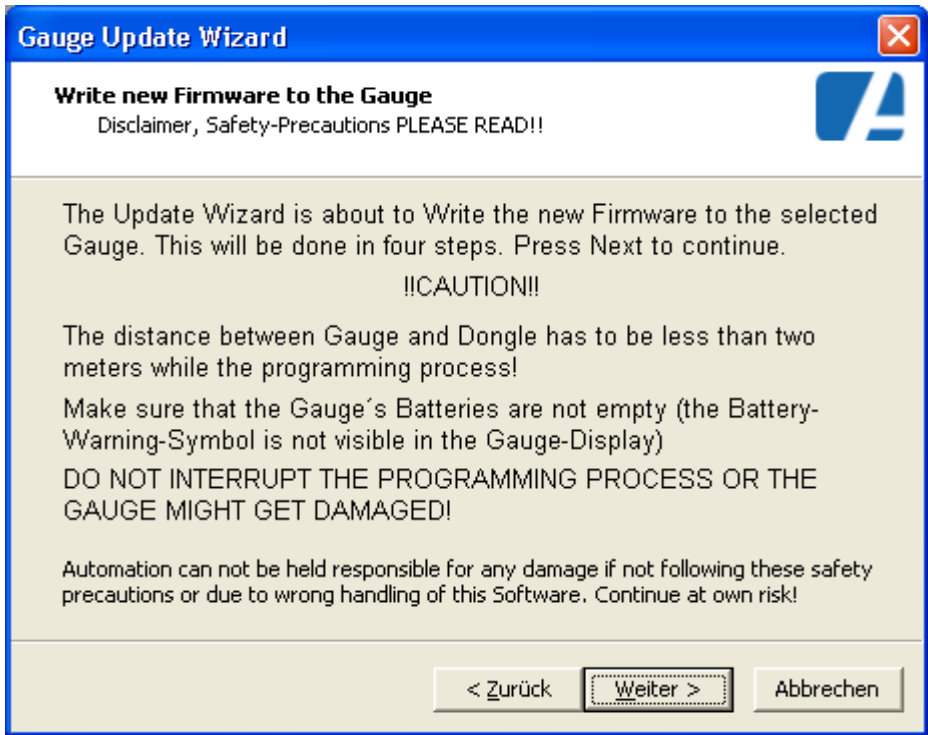 Gauge Update Wizard
Write new Firmware to the Gauge
Disclaimer, Safety-Precautions PLEASE READ!!
The Update Wizard is about to Write the new Firmware to the selected
Gauge. This will be done in four steps. Press Next to continue.
!!CAUTION!!
The distance between Gauge and Dongle has to be less than two
meters while the programming process!
Make sure that the Gauge´s Batteries are not empty (the Battery-
Warning-Symbol is not visible in the Gauge-Display)
DO NOT INTERRUPT THE PROGRAMMING PROCESS OR THE
GAUGE MIGHT GET DAMAGED!
Automation can not be held responsible for any damage if not following these safety
precautions or due to wrong handling of this Software. Continue at own risk!
< Zurück Weiter > Abbrechen